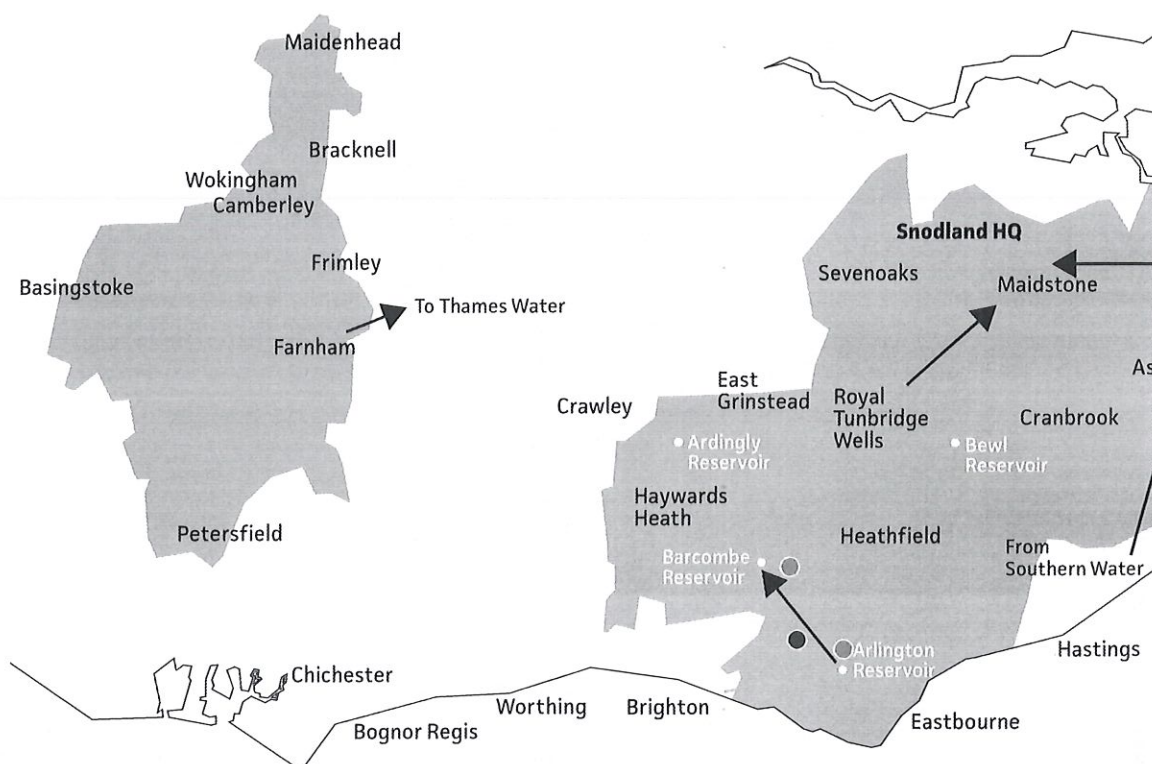 Maidenhead
Bracknell
Wokingham
Camberley
Frimley
Basingstoke
To Thames Water
Farnham
Petersfield
Snodland HQ
Sevenoaks
Maidstone
As
East
Grinstead
Royal
Tunbridge
Wells
Crawley
Cranbrook
Ardingly
Reservoir
Bewl
Reservoir
Haywards
Heath
Heathfield
Barcombe
Reservoir
From
Southern Water
Arlington
Reservoir
Hastings
Chichester
Worthing
Brighton
Eastbourne
Bognor Regis